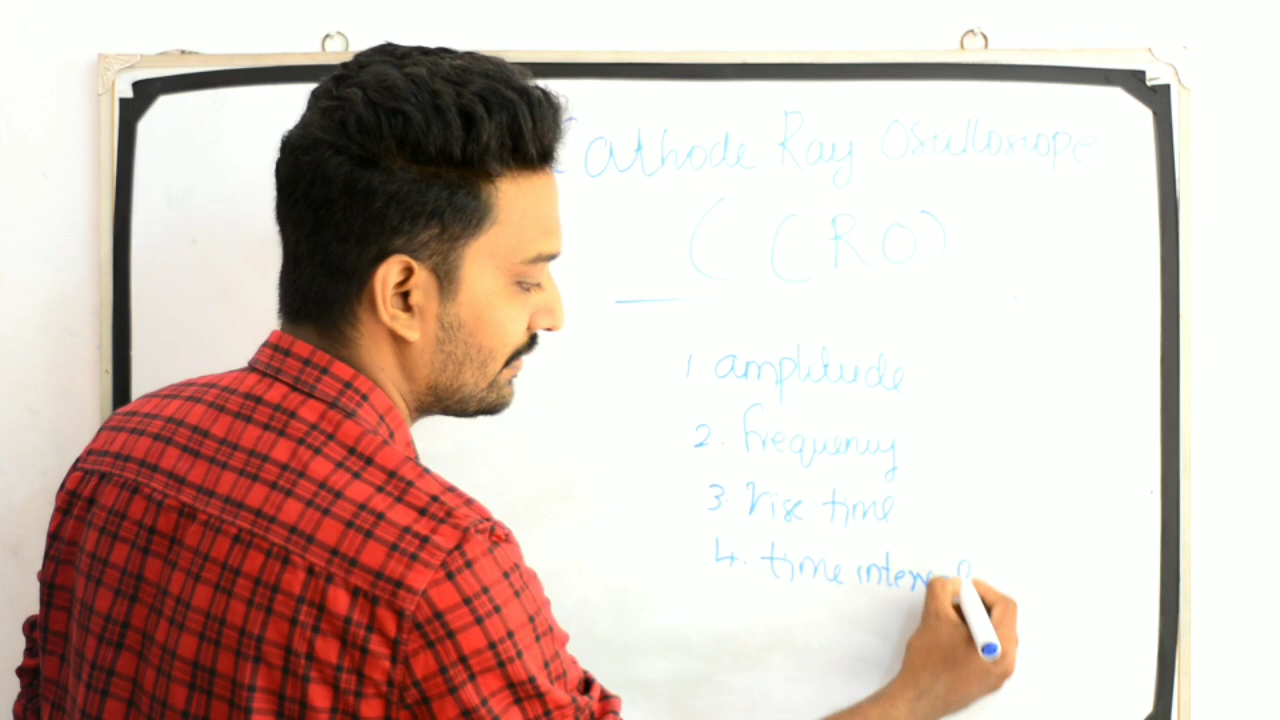 Cathode Ray Oscilloscope
(CRO)
1 amplitude
2. frequency
3. rise time
4. time interval